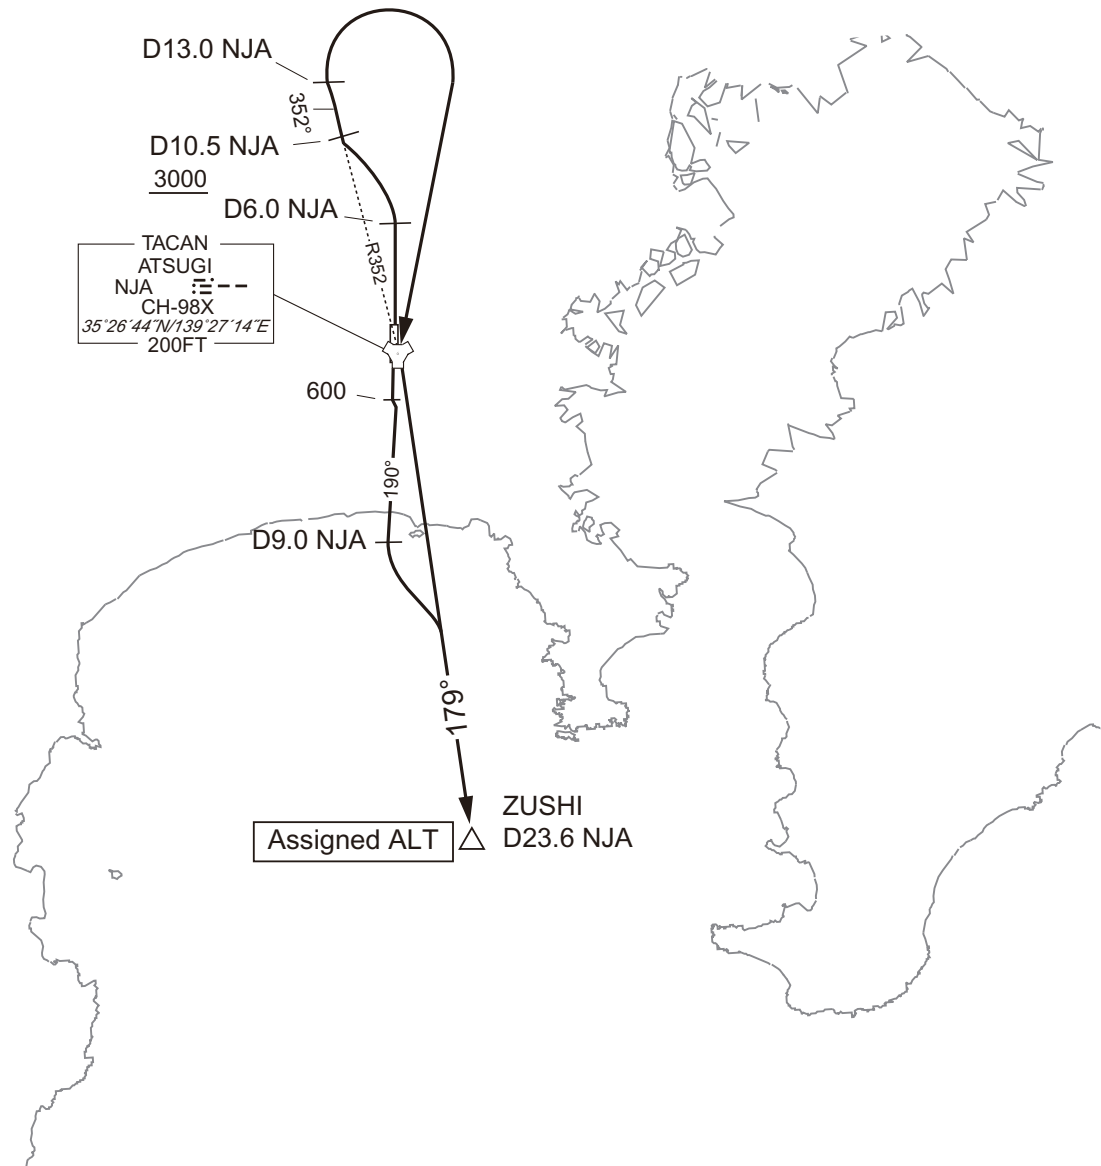 D13.0 NJA
352°
D10.5 NJA
3000
D6.0 NJA
R352
TACAN
ATSUGI
NJA
CH-98X
35°26´44˝N/139°27´14˝E
200FT
600
190°
D9.0 NJA
179°
ZUSHI
Assigned ALT
D23.6 NJA